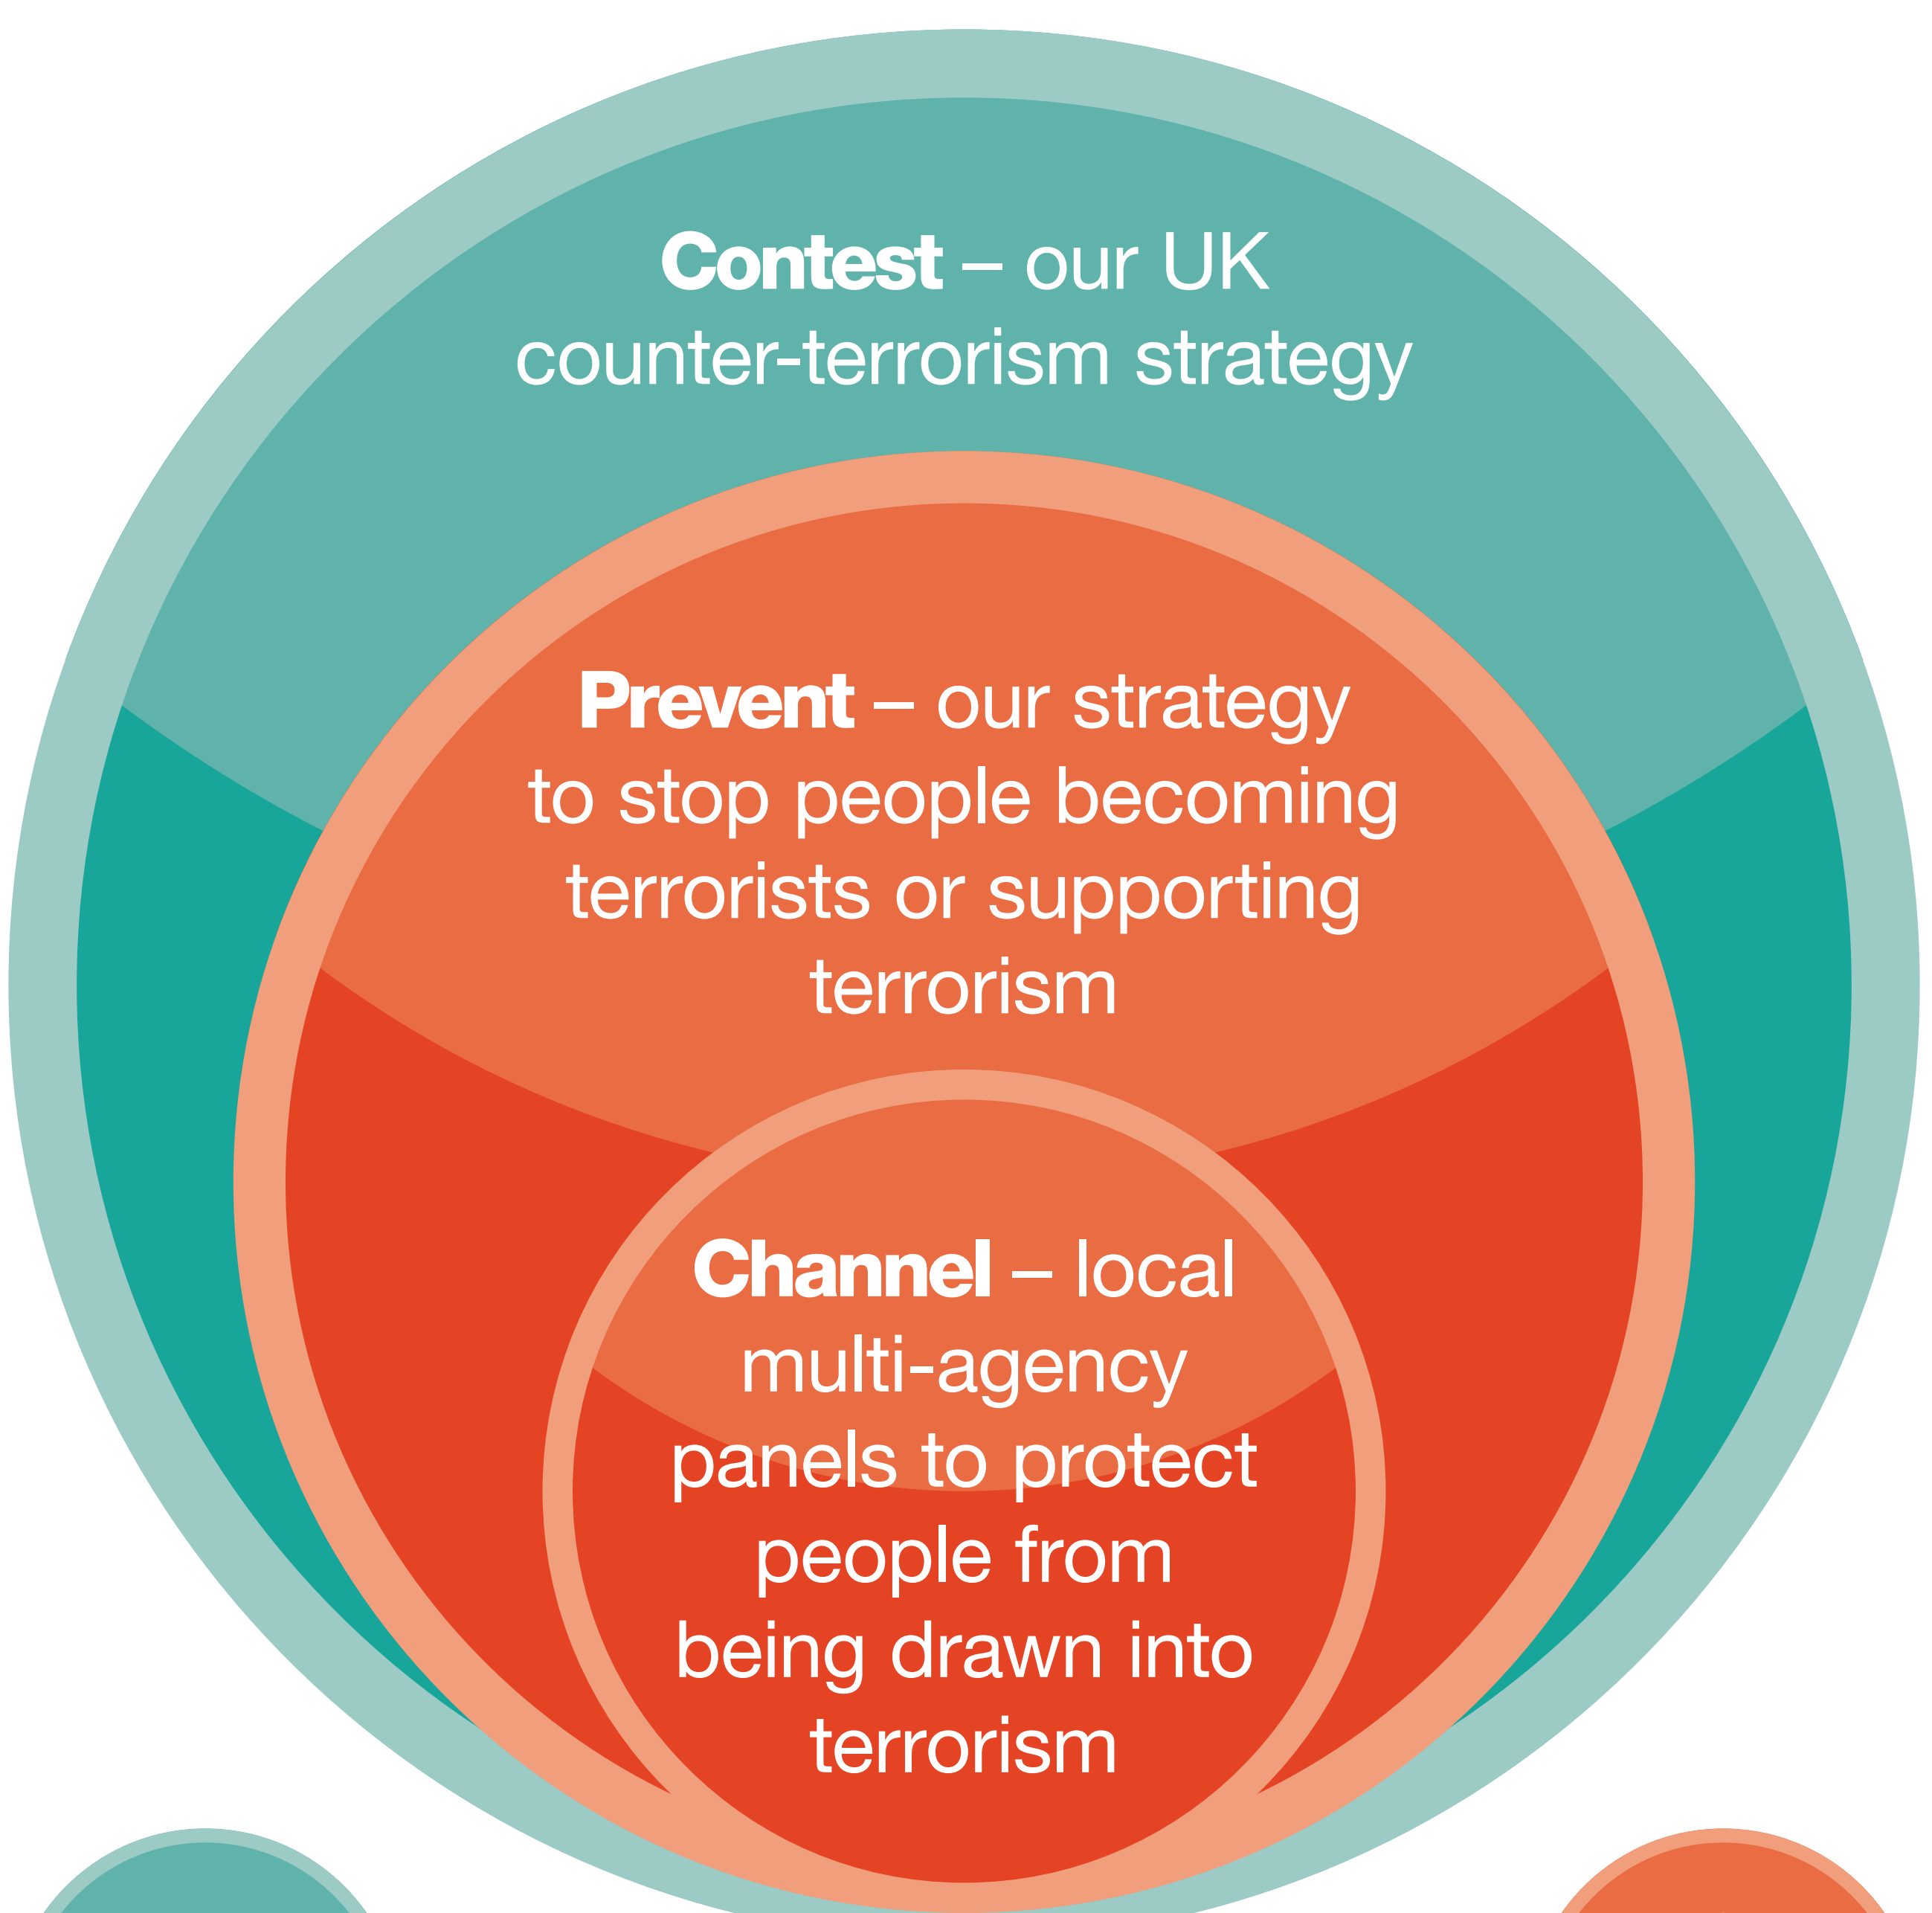 Contest – our UK
counter-terrorism strategy
Prevent – our strategy
to stop people becoming
terrorists or supporting
terrorism
Channel – local
multi-agency
panels to protect
people from
being drawn into
terrorism